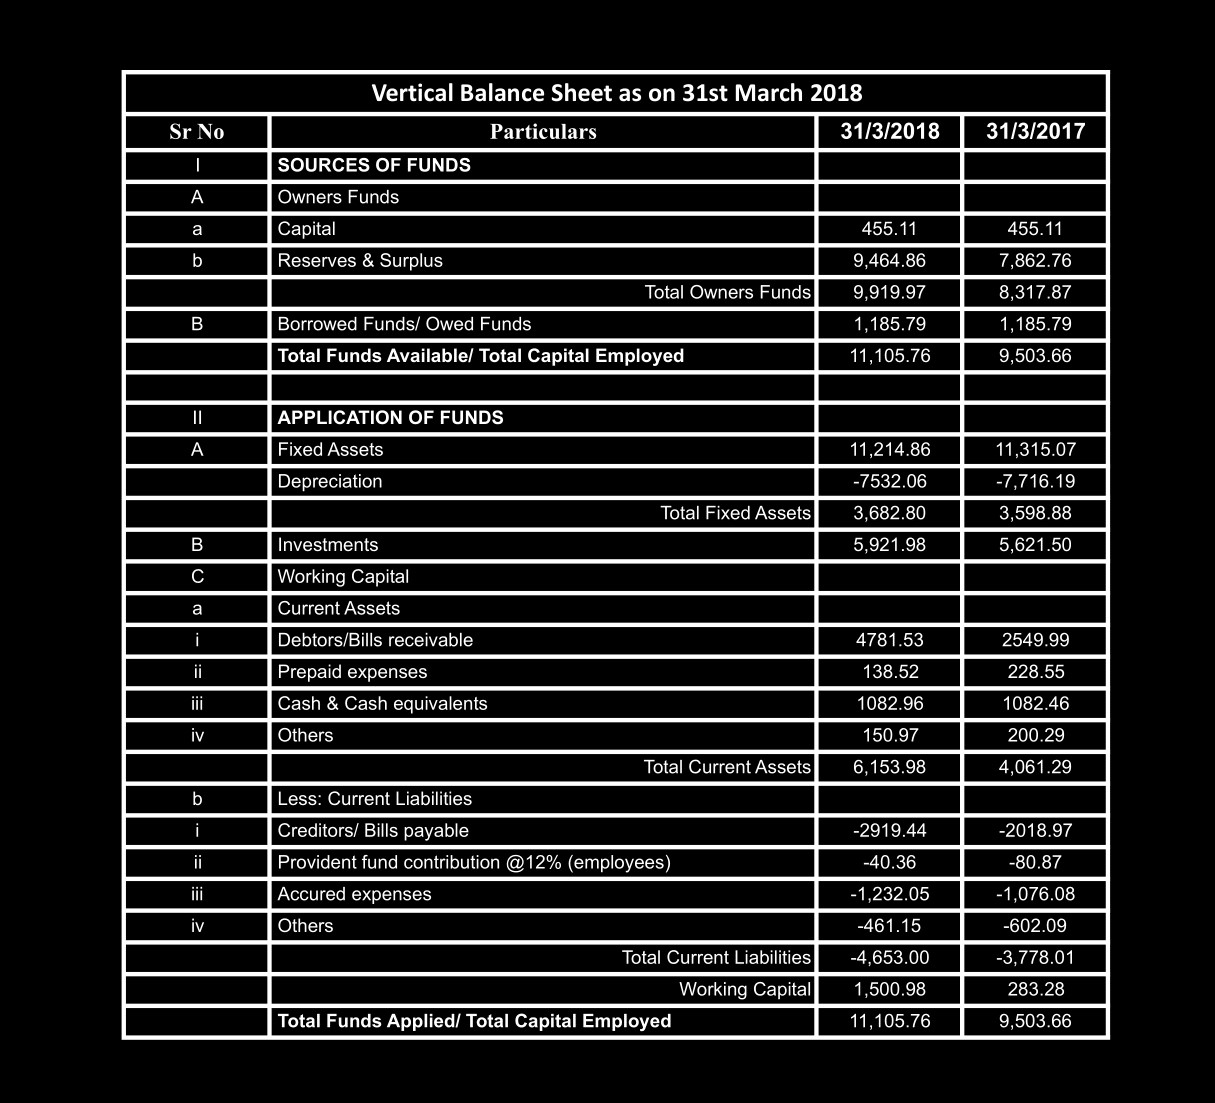 Vertical Balance Sheet as on 31st March 2018
Sr No Particulars 31/3/2018 31/3/2017
I SOURCES OF FUNDS
A Owners Funds
a Capital 455.11 455.11
b Reserves & Surplus 9,464.86 7,862.76
Total Owners Funds 9,919.97 8,317.87
B Borrowed Funds/ Owed Funds 1,185.79 1,185.79
Total Funds Available/ Total Capital Employed 11,105.76 9,503.66
II APPLICATION OF FUNDS
A Fixed Assets 11,214.86 11,315.07
Depreciation -7532.06 -7,716.19
Total Fixed Assets 3,682.80 3,598.88
B Investments 5,921.98 5,621.50
C Working Capital
a Current Assets
i Debtors/Bills receivable 4781.53 2549.99
ii Prepaid expenses 138.52 228.55
iii Cash & Cash equivalents 1082.96 1082.46
iv Others 150.97 200.29
Total Current Assets 6,153.98 4,061.29
b Less: Current Liabilities
i Creditors/ Bills payable -2919.44 -2018.97
ii Provident fund contribution @12% (employees) -40.36 -80.87
iii Accured expenses -1,232.05 -1,076.08
iv Others -461.15 -602.09
Total Current Liabilities -4,653.00 -3,778.01
Working Capital 1,500.98 283.28
Total Funds Applied/ Total Capital Employed 11,105.76 9,503.66